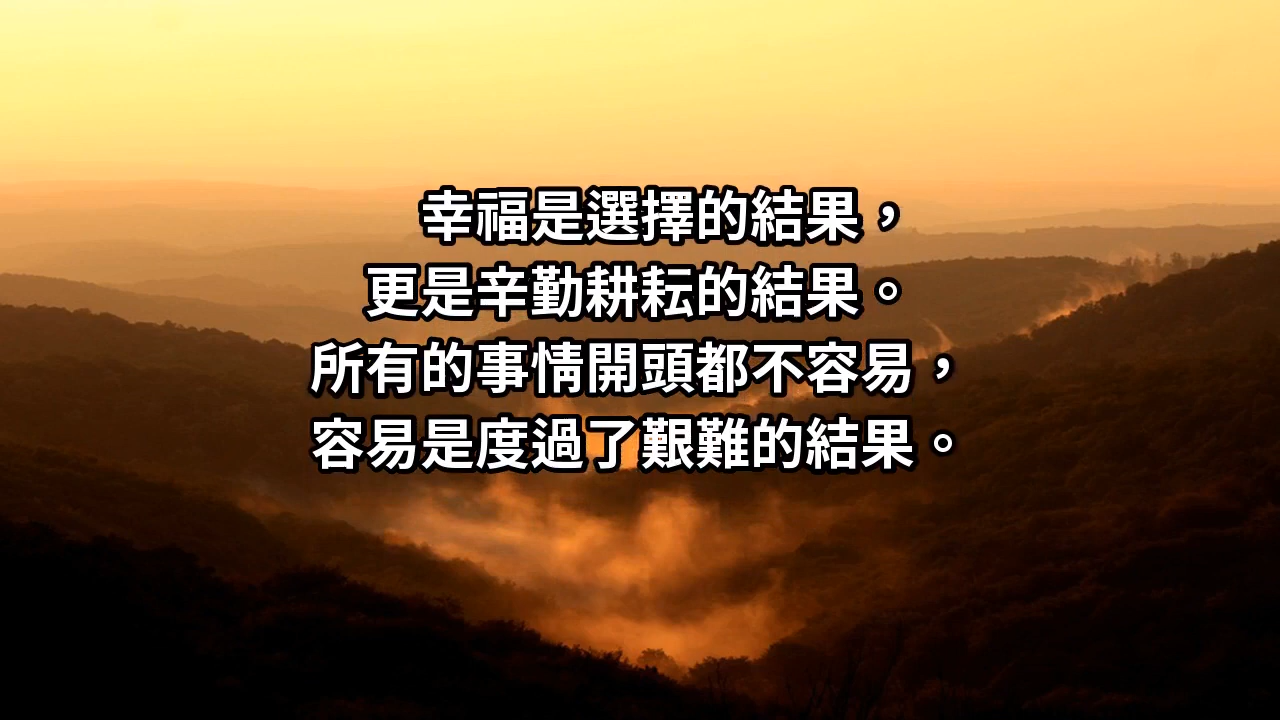 幸福是選擇的結果，
更是辛勤耕耘的結果。
所有的事情開頭都不容易，
容易是度過了艱難的結果。